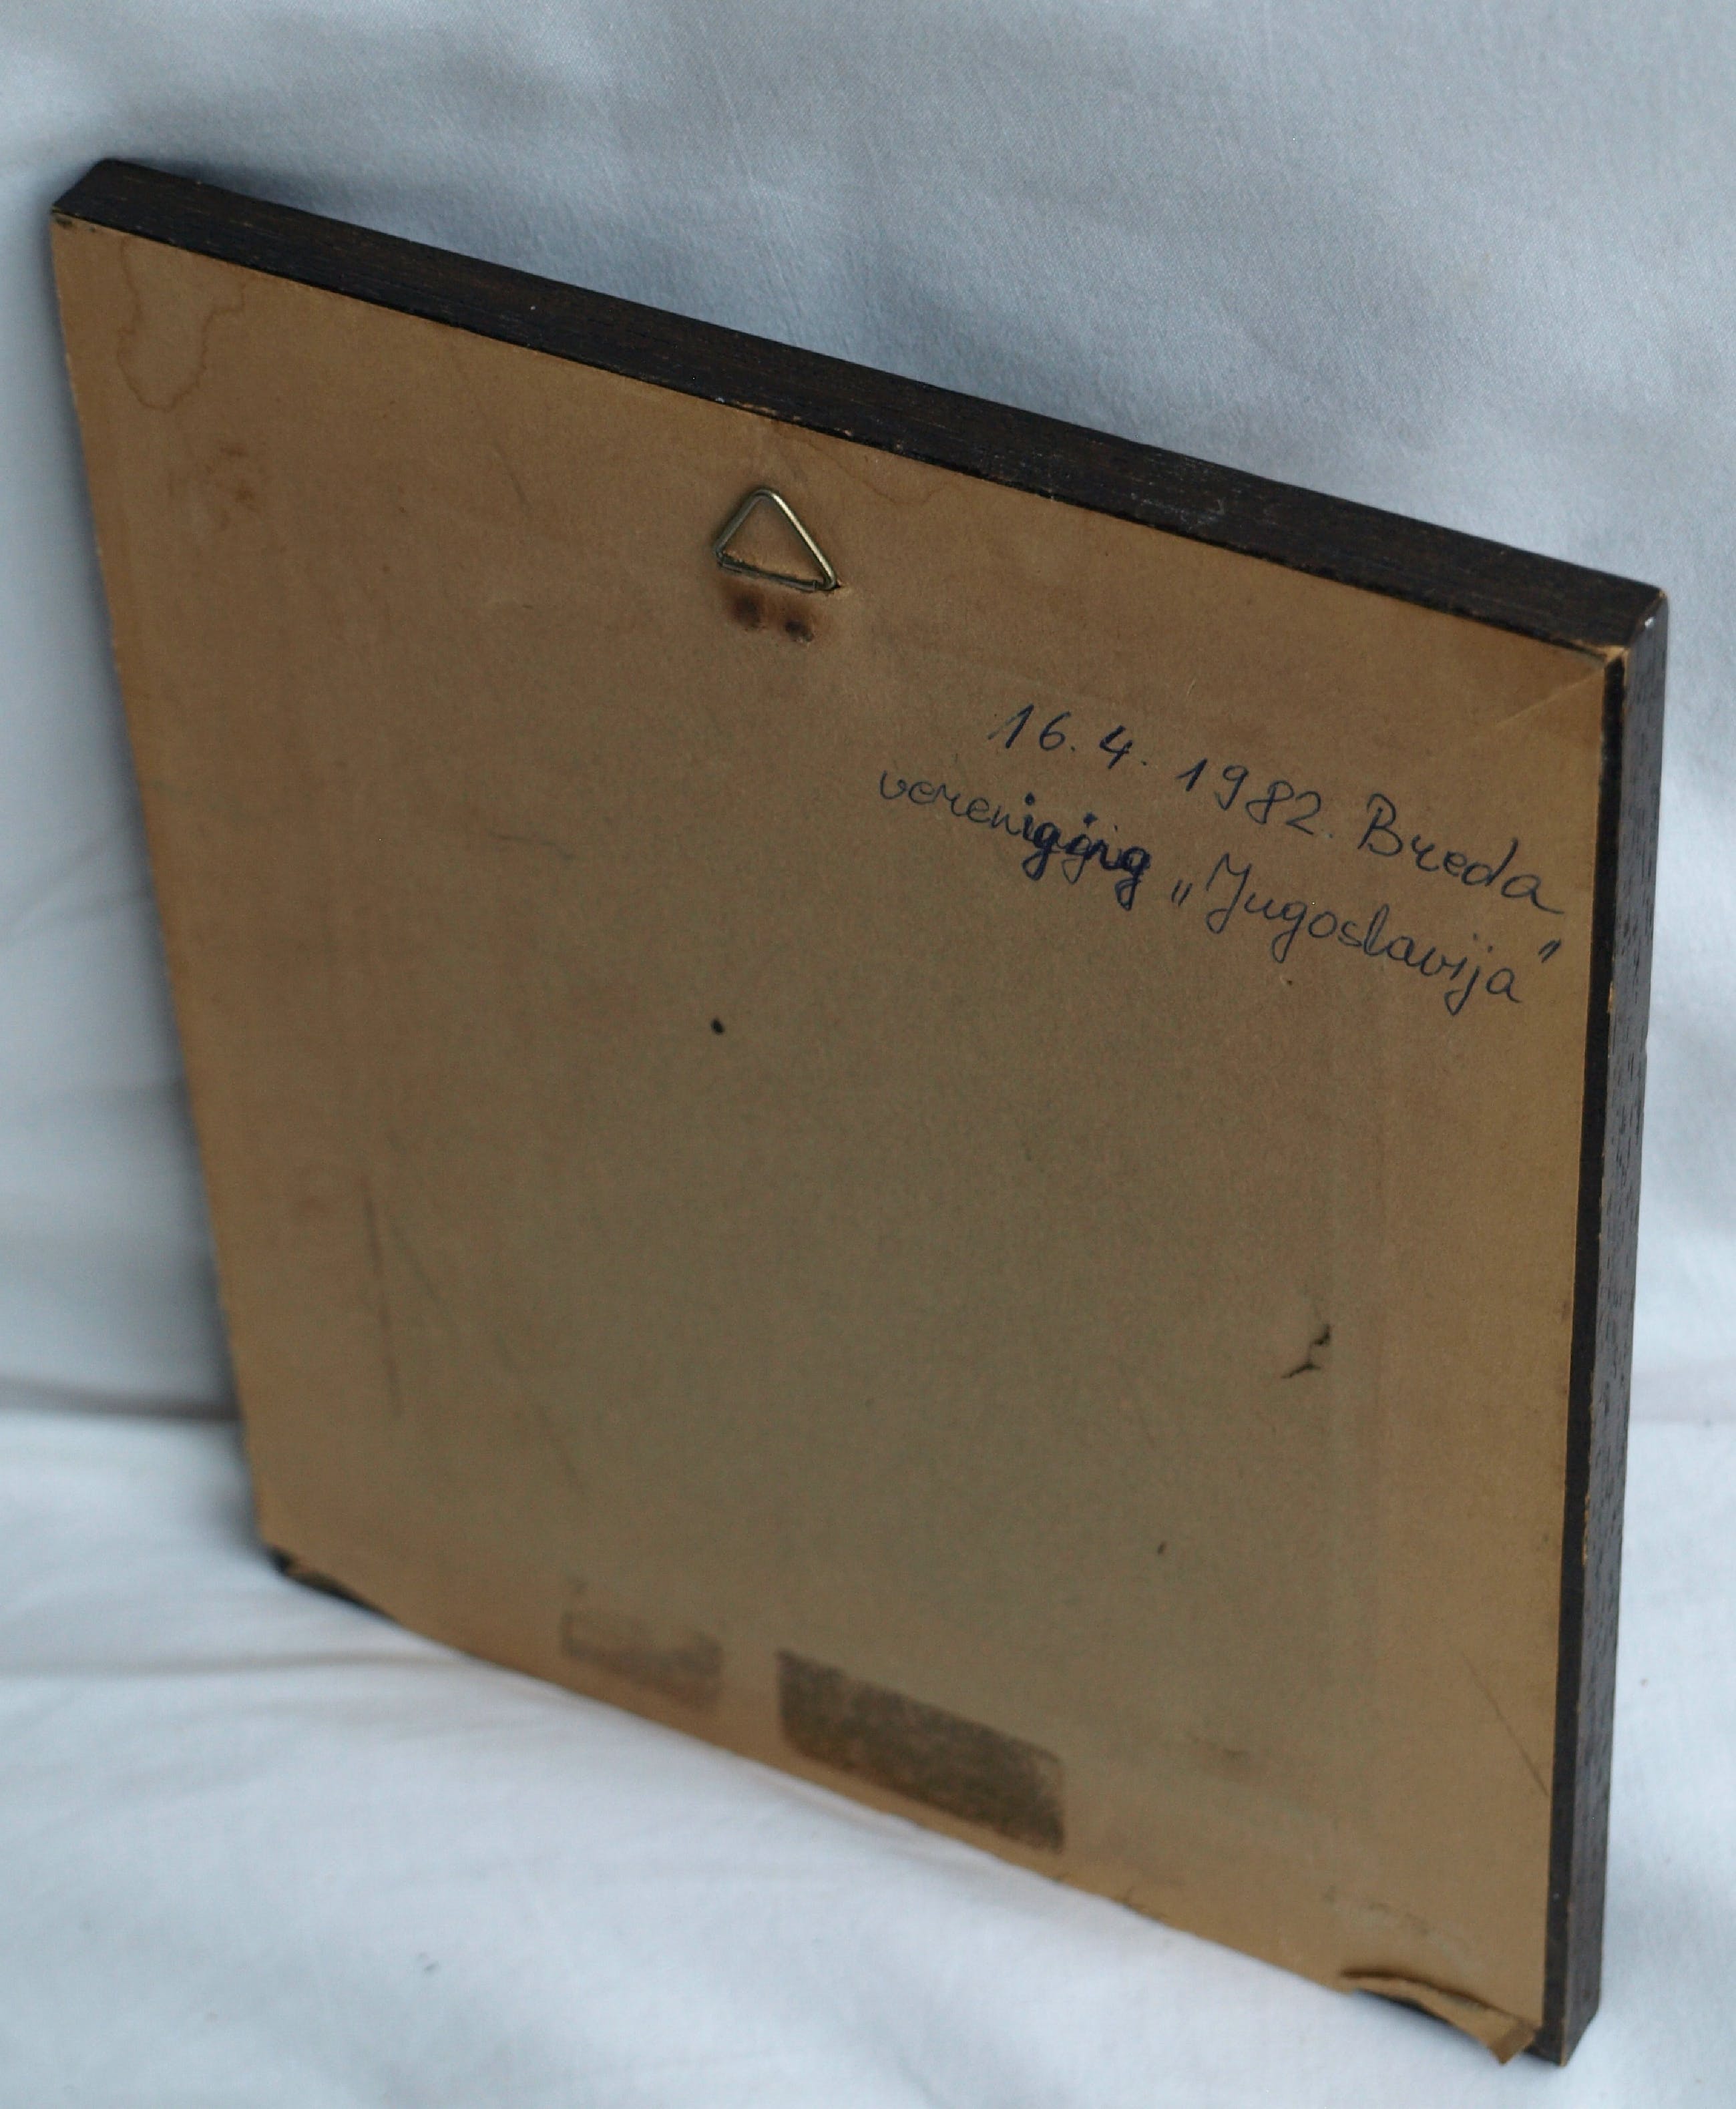 16. 4. 1982. Breda
vereniging „Jugoslavija”